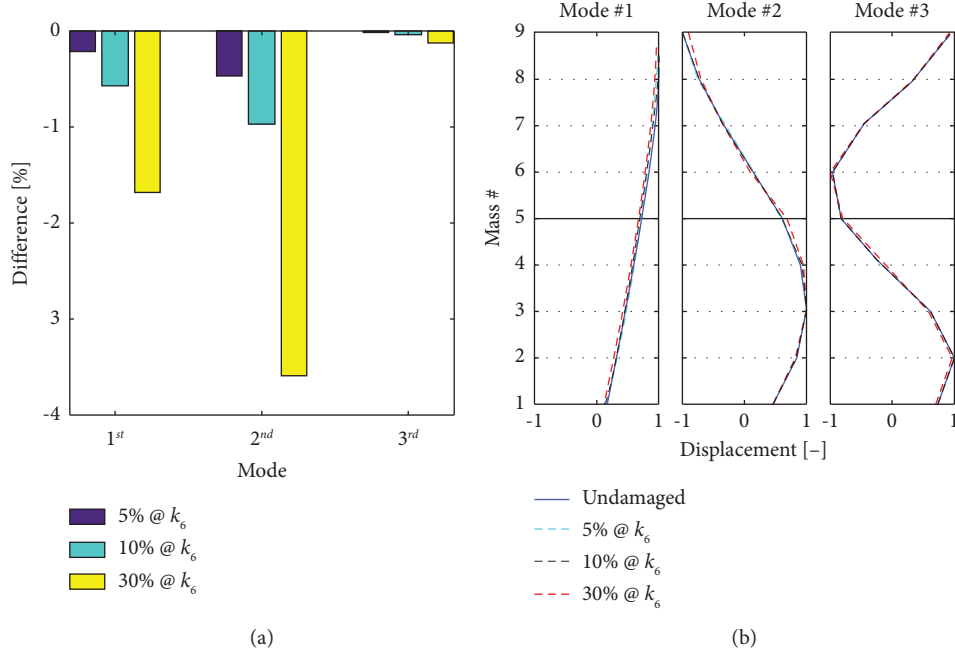 0
-1
-2
-3
-4
Difference [%]
1st
2nd
3rd
Mode
5% @ k6
10% @ k6
30% @ k6
(a)
Mode #1
Mode #2
Mode #3
9
8
7
6
5
4
3
2
1
Mass #
-1 0 1
-1 0 1
-1 0 1
Displacement [–]
Undamaged
5% @ k6
10% @ k6
30% @ k6
(b)